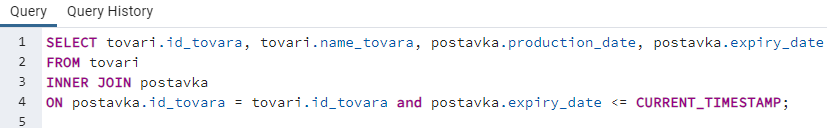 Query Query History
1 SELECT tovari.id_tovara, tovari.name_tovara, postavka.production_date, postavka.expiry_date
2 FROM tovari
3 INNER JOIN postavka
4 ON postavka.id_tovara = tovari.id_tovara and postavka.expiry_date <= CURRENT_TIMESTAMP;
5